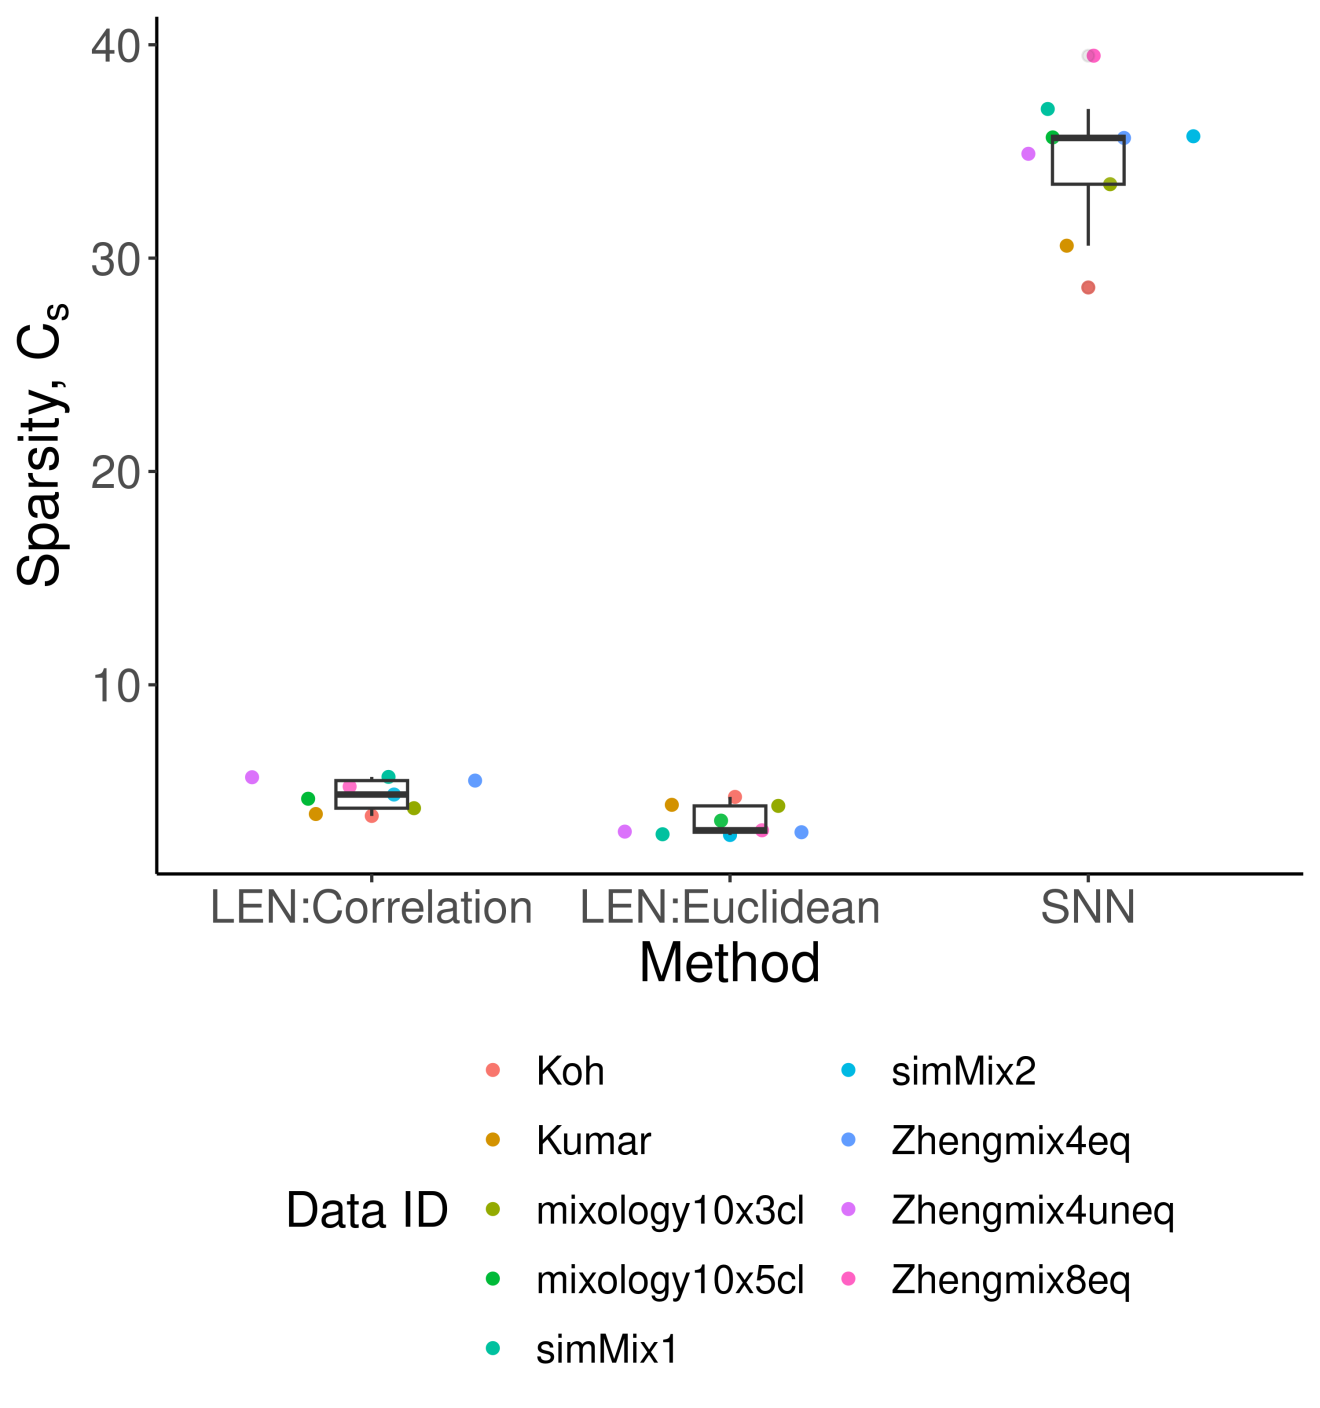 40
30
20
10
Sparsity, Cs
LEN:Correlation LEN:Euclidean SNN
Method
Data ID
Koh
Kumar
mixology10x3cl
mixology10x5cl
simMix1
simMix2
Zhengmix4eq
Zhengmix4uneq
Zhengmix8eq